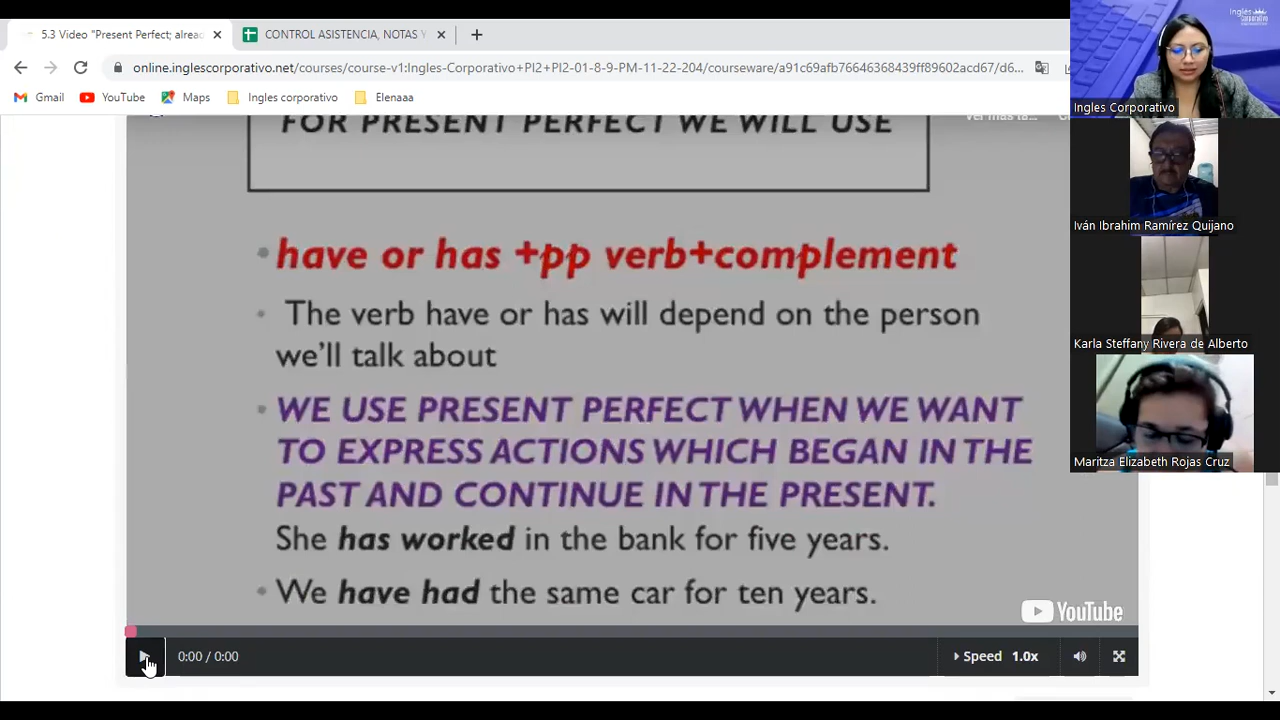 5.3 Video "Present Perfect; alread
CONTROL ASISTENCIA, NOTAS Y
online.inglescorporativo.net/courses/course-v1:Ingles-Corporativo+PI2+PI2-01-8-9-PM-11-22-204/courseware/a91c69afb76646368439ff89602acd67/d6...
Gmail
YouTube
Maps
Ingles corporativo
Elenaaa
FOR PRESENT PERFECT WE WILL USE
have or has +pp verb+complement
The verb have or has will depend on the person
we'll talk about
WE USE PRESENT PERFECT WHEN WE WANT
TO EXPRESS ACTIONS WHICH BEGAN IN THE
PAST AND CONTINUE IN THE PRESENT.
She has worked in the bank for five years.
We have had the same car for ten years.
YouTube
0:00 / 0:00
Speed 1.0x
Inglés
Corporativo
Ingles Corporativo
Iván Ibrahim Ramírez Quijano
Karla Steffany Rivera de Alberto
Maritza Elizabeth Rojas Cruz